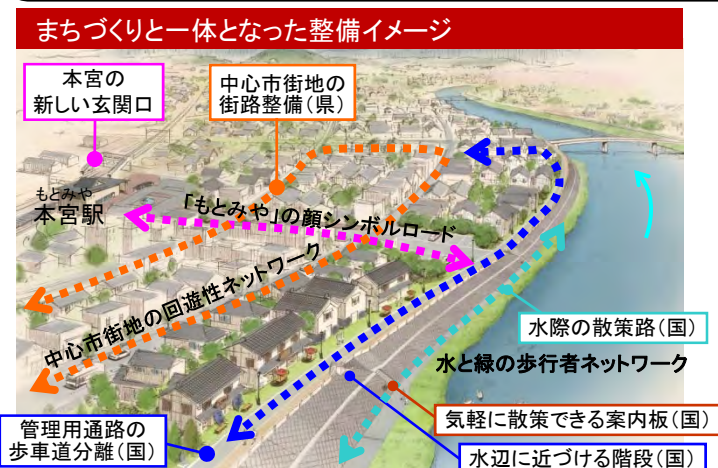 まちづくりと一体となった整備イメージ
本宮の
新しい玄関口
中心市街地の
街路整備(県)
もとみや
本宮駅
「もとみや」の顔シンボルロード
中心市街地の回遊性ネットワーク
水際の散策路(国)
水と緑の歩行者ネットワーク
気軽に散策できる案内板(国)
管理用通路の
歩車道分離(国)
水辺に近づける階段(国)